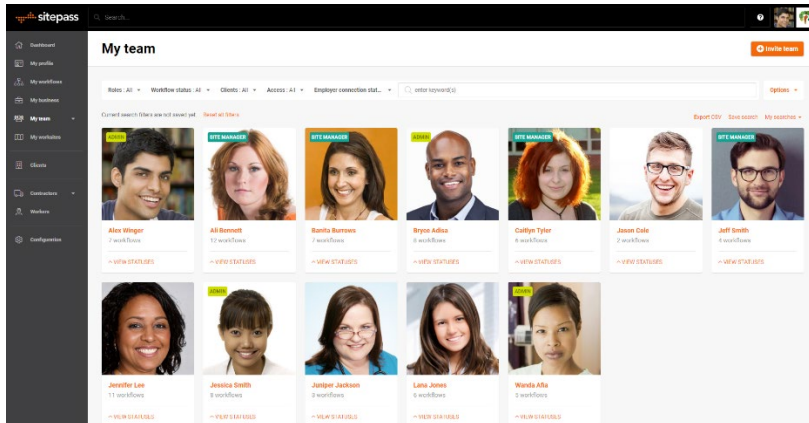 sitepass
Search...
Dashboard
My profile
My workflows
My business
My team
My worksites
Clients
Contractors
Workers
Configuration
My team
Invite team
Roles : All
Workflow status : All
Clients : All
Access : All
Employer connection stat...
enter keyword(s)
Options
Current search filters are not saved yet.
Reset all filters
Export CSV
Save search
My searches
ADMIN
Alex Winger
7 workflows
VIEW STATUSES
SITE MANAGER
Ali Bennett
12 workflows
VIEW STATUSES
SITE MANAGER
Banita Burrows
7 workflows
VIEW STATUSES
ADMIN
Bryce Adisa
8 workflows
VIEW STATUSES
SITE MANAGER
Caitlyn Tyler
6 workflows
VIEW STATUSES
Jason Cole
2 workflows
VIEW STATUSES
SITE MANAGER
Jeff Smith
4 workflows
VIEW STATUSES
Jennifer Lee
11 workflows
VIEW STATUSES
ADMIN
Jessica Smith
8 workflows
VIEW STATUSES
Juniper Jackson
3 workflows
VIEW STATUSES
Lana Jones
6 workflows
VIEW STATUSES
ADMIN
Wanda Afia
workflows
VIEW STATUSES